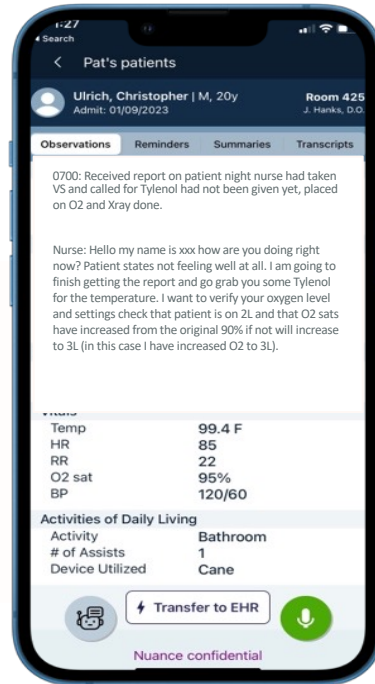 1:27
Search
Pat's patients
Ulrich, Christopher | M, 20y
Room 425
Admit: 01/09/2023
J. Hanks, D.O.
Observations Reminders Summaries Transcripts
0700: Received report on patient night nurse had taken
VS and called for Tylenol had not been given yet, placed
on O2 and Xray done.
Nurse: Hello my name is xxx how are you doing right
now? Patient states not feeling well at all. I am going to
finish getting the report and go grab you some Tylenol
for the temperature. I want to verify your oxygen level
and settings check that patient is on 2L and that O2 sats
have increased from the original 90% if not will increase
to 3L (in this case I have increased O2 to 3L).
Vitals
Temp 99.4 F
HR 85
RR 22
O2 sat 95%
BP 120/60
Activities of Daily Living
Activity Bathroom
# of Assists 1
Device Utilized Cane
Transfer to EHR
Nuance confidential